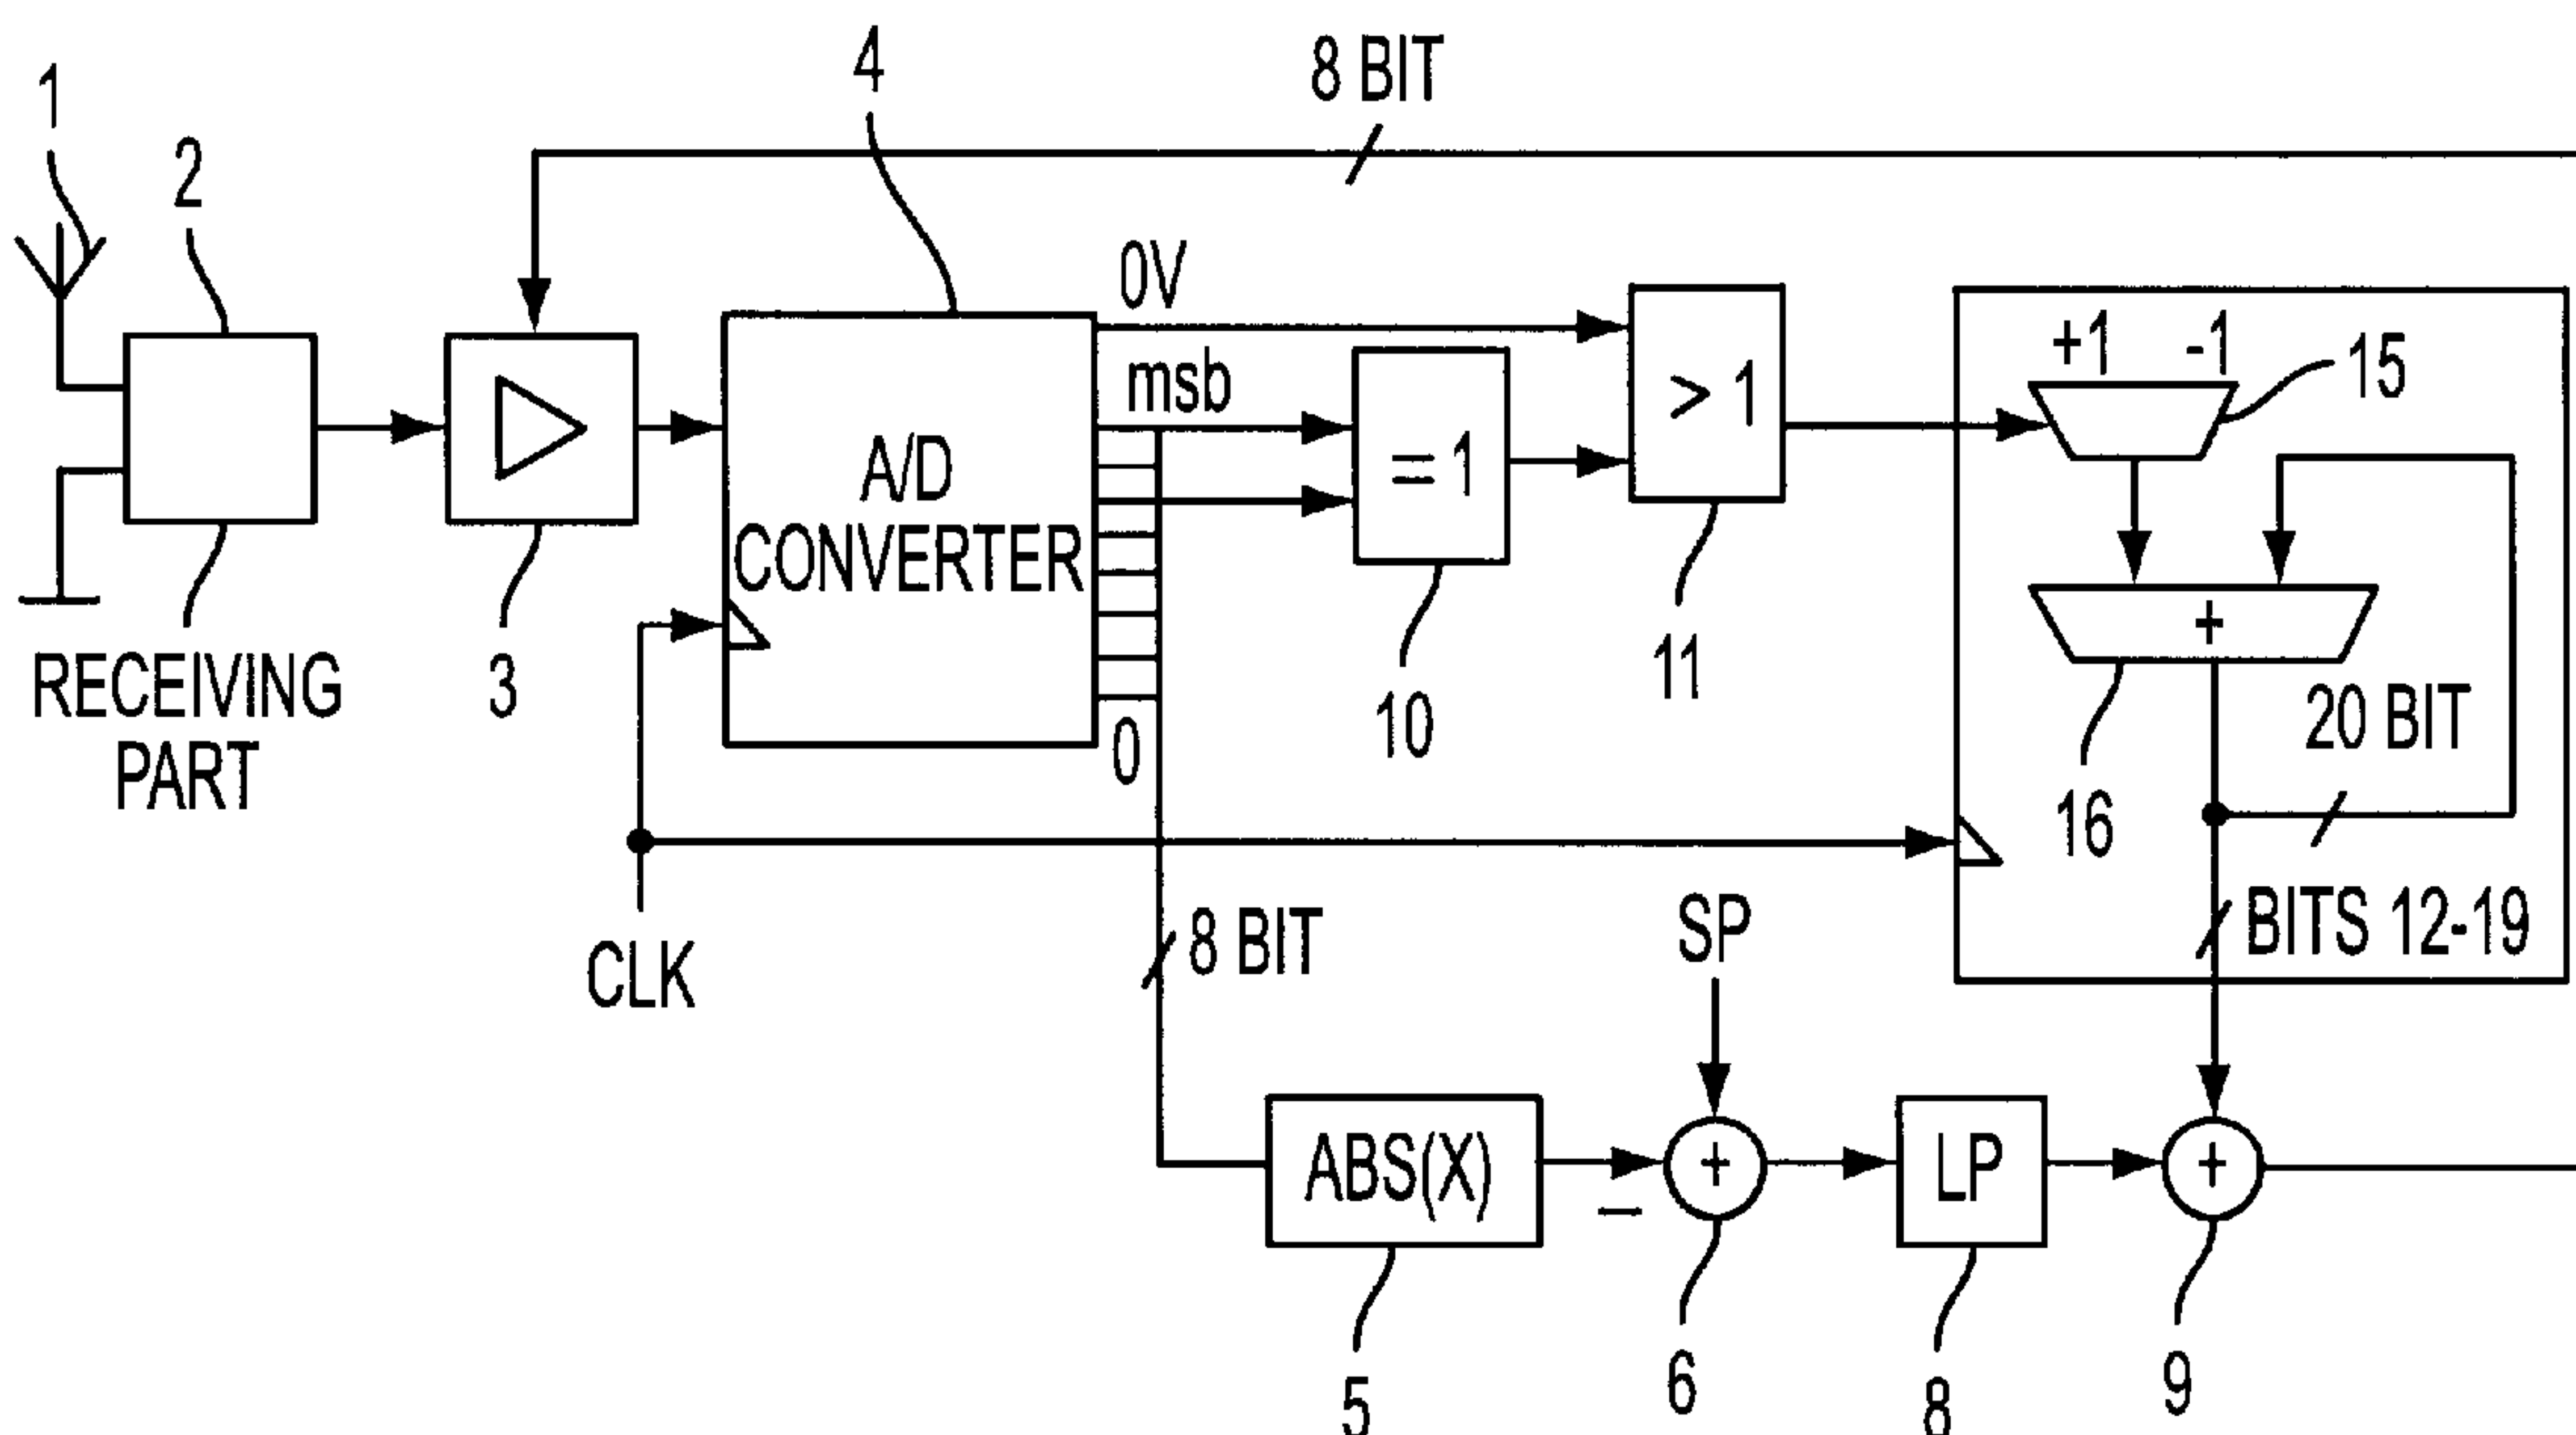 1
2
4
8 BIT
0V
msb
A/D
CONVERTER
0
= 1
> 1
+1 -1
15
+
20 BIT
16
BITS 12-19
RECEIVING
PART
3
10
11
CLK
8 BIT
SP
ABS(X)
+
–
LP
+
5
6
8
9